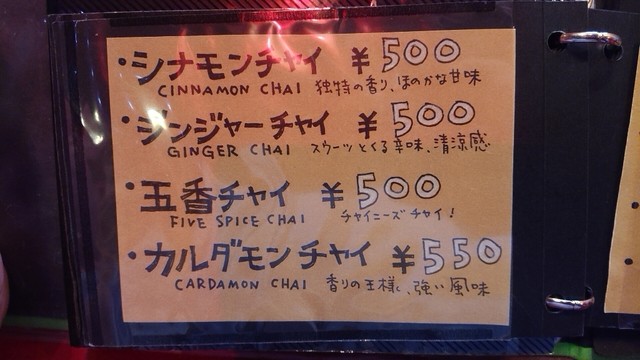 ・シナモンチャイ ¥500
CINNAMON CHAI 独特の香り、ほのかな甘味
・ジンジャーチャイ ¥500
GINGER CHAI スウーッとくる辛味、清涼感
・五香チャイ ¥500
FIVE SPICE CHAI チャイニーズチャイ!
・カルダモンチャイ ¥550
CARDAMON CHAI 香りの王様、強い風味